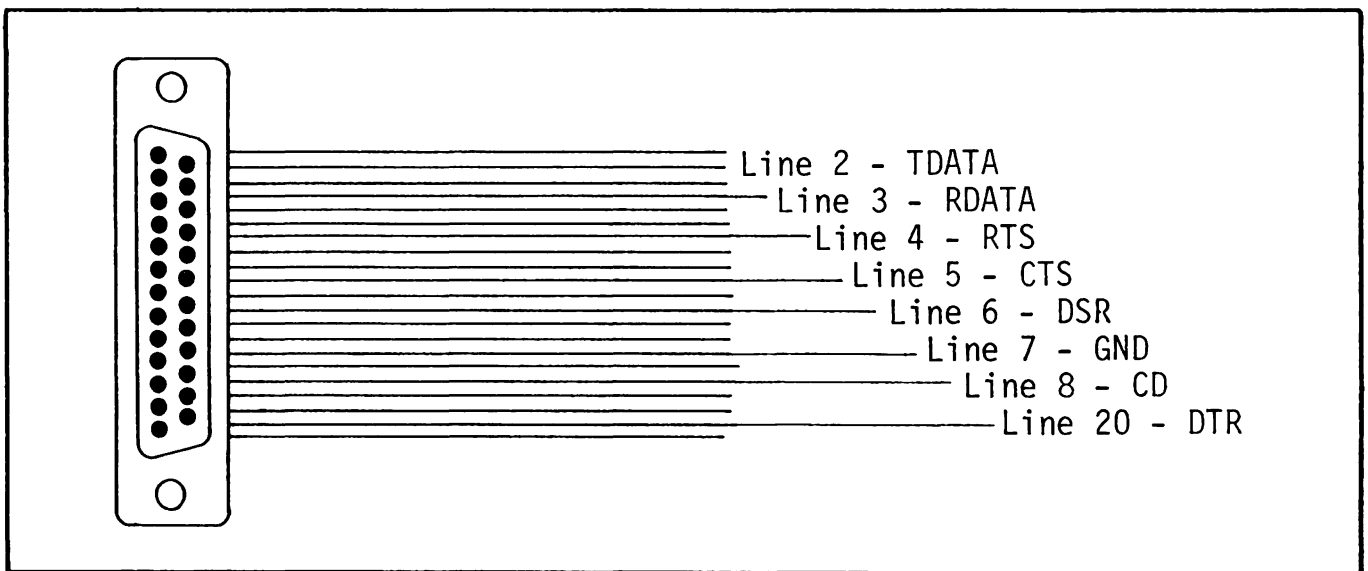 Line 2 - TDATA
Line 3 - RDATA
Line 4 - RTS
Line 5 - CTS
Line 6 - DSR
Line 7 - GND
Line 8 - CD
Line 20 - DTR